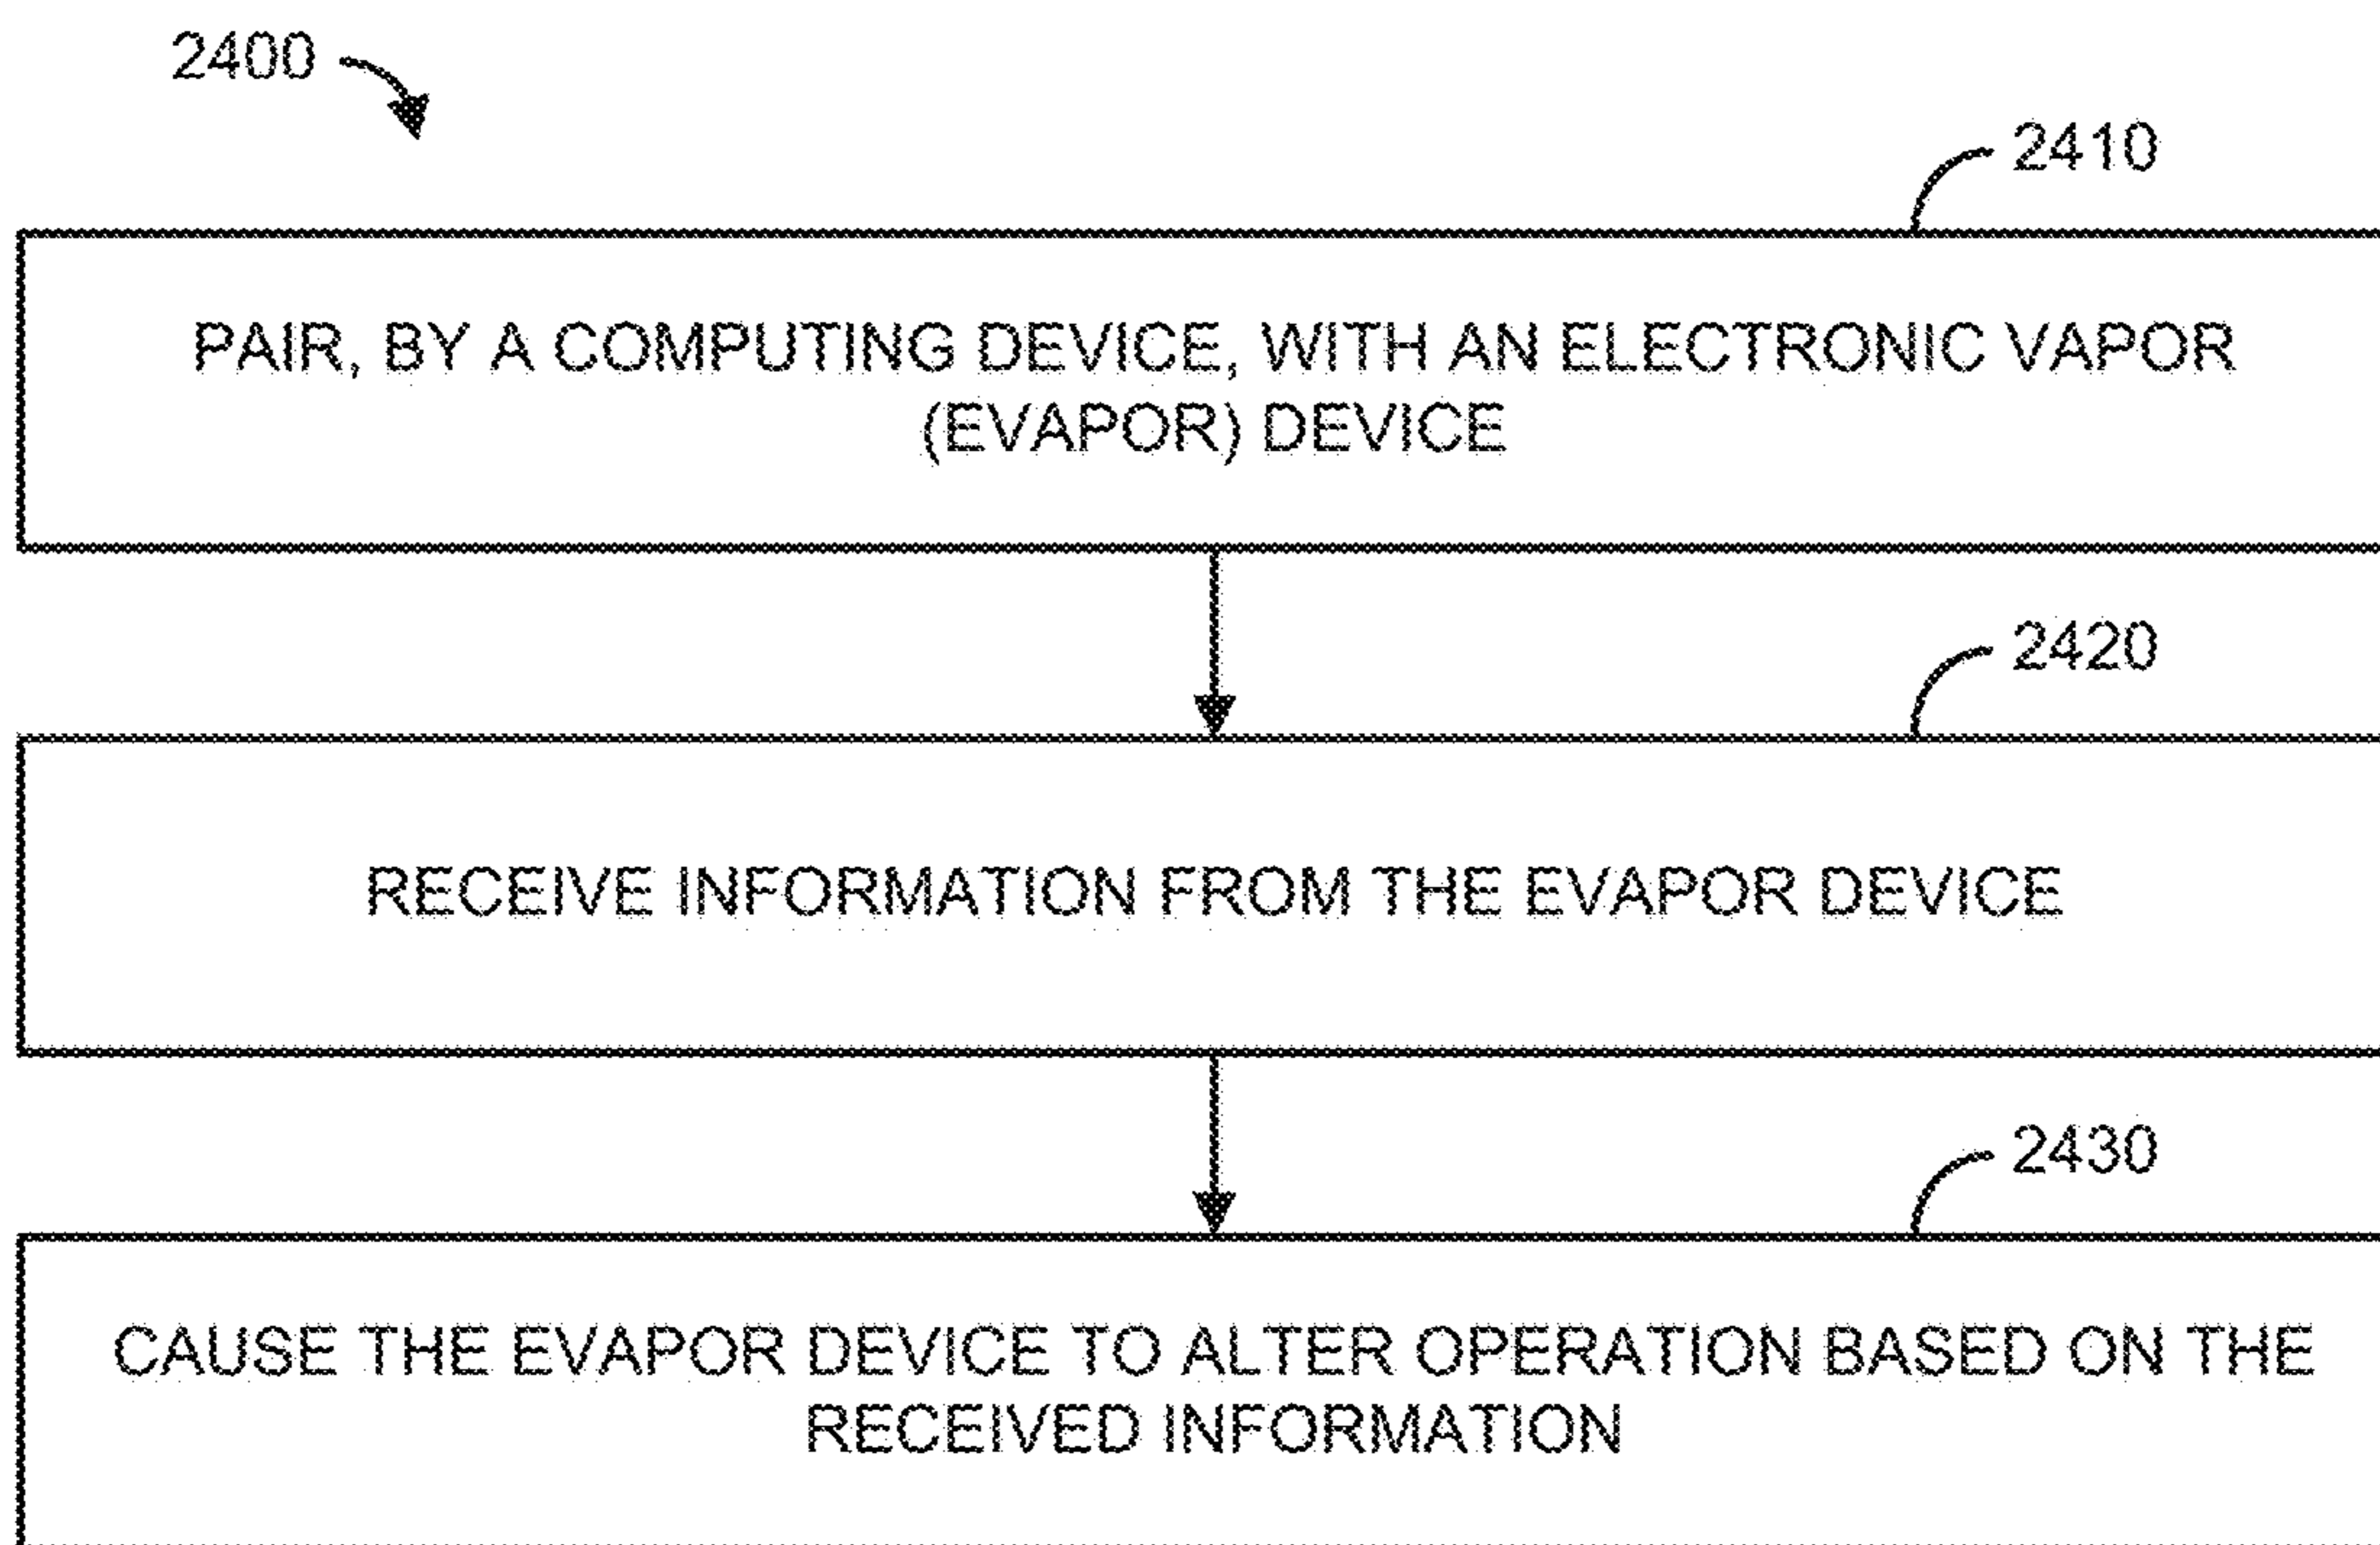 2400
2410
PAIR, BY A COMPUTING DEVICE, WITH AN ELECTRONIC VAPOR
(EVAPOR) DEVICE
2420
RECEIVE INFORMATION FROM THE EVAPOR DEVICE
2430
CAUSE THE EVAPOR DEVICE TO ALTER OPERATION BASED ON THE
RECEIVED INFORMATION